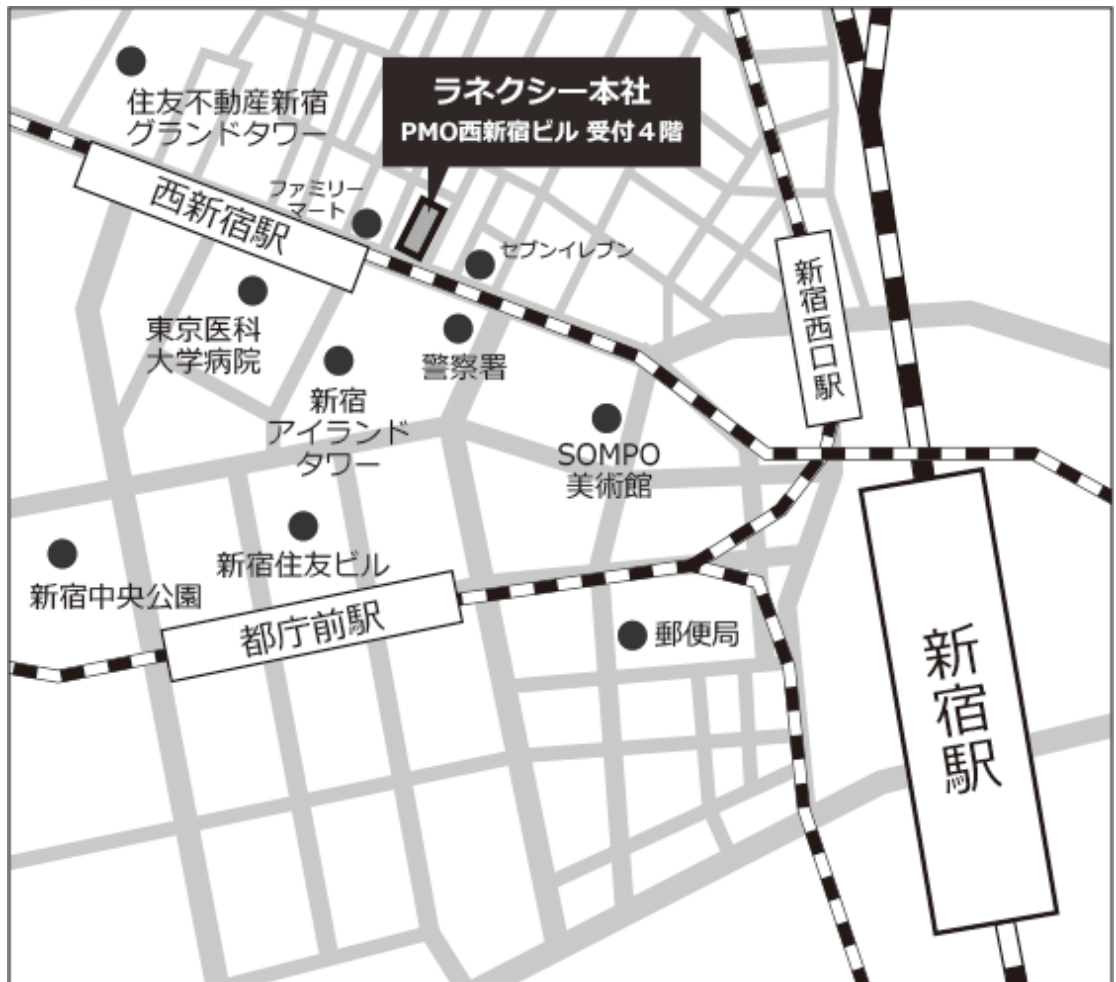 住友不動産新宿
グランドタワー
ラネクシー本社
PMO西新宿ビル 受付4階
西新宿駅
ファミリー
マート
セブンイレブン
新宿西口駅
東京医科
大学病院
警察署
新宿
アイランド
タワー
SOMPO
美術館
新宿住友ビル
新宿中央公園
都庁前駅
郵便局
新宿駅